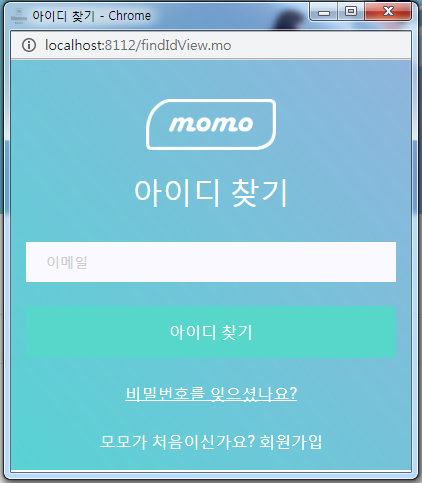 아이디 찾기 - Chrome
localhost:8112/findIdView.mo
momo
아이디 찾기
이메일
아이디 찾기
비밀번호를 잊으셨나요?
모모가 처음이신가요? 회원가입